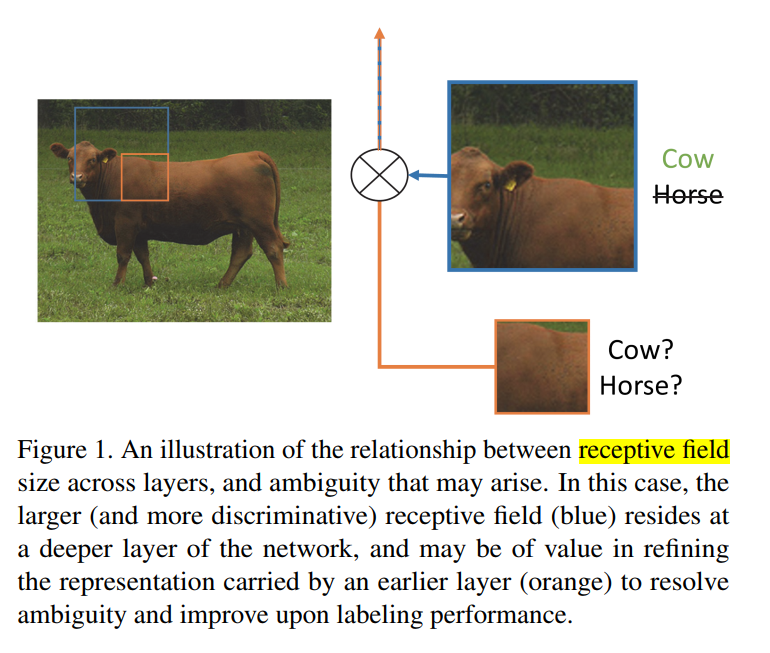 Cow
Horse
Cow?
Horse?
Figure 1. An illustration of the relationship between receptive field
size across layers, and ambiguity that may arise. In this case, the
larger (and more discriminative) receptive field (blue) resides at
a deeper layer of the network, and may be of value in refining
the representation carried by an earlier layer (orange) to resolve
ambiguity and improve upon labeling performance.